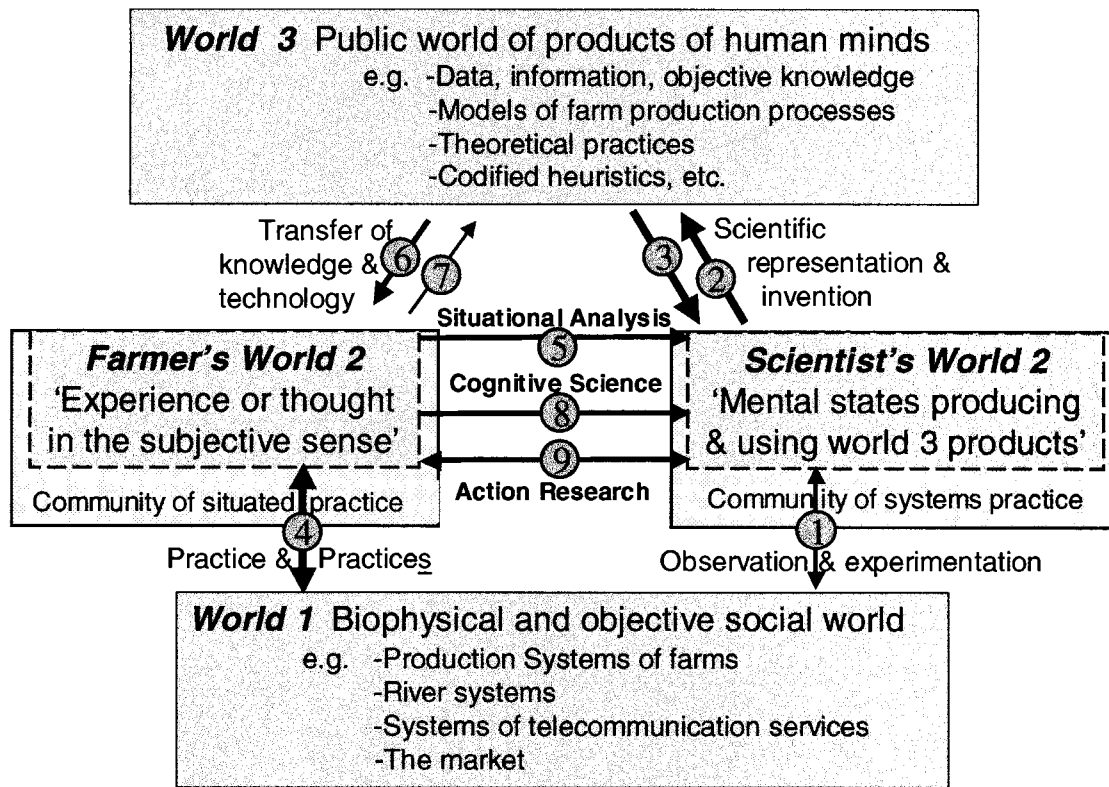 World 3 Public world of products of human minds
e.g. -Data, information, objective knowledge
-Models of farm production processes
-Theoretical practices
-Codified heuristics, etc.
Transfer of
knowledge &
technology
6
7
3
2
Scientific
representation &
invention
Situational Analysis
5
Farmer's World 2
'Experience or thought
in the subjective sense'
Cognitive Science
8
9
Action Research
Scientist's World 2
'Mental states producing
& using world 3 products'
Community of situated practice
Community of systems practice
4
1
Practice & Practices
Observation & experimentation
World 1 Biophysical and objective social world
e.g. -Production Systems of farms
-River systems
-Systems of telecommunication services
-The market